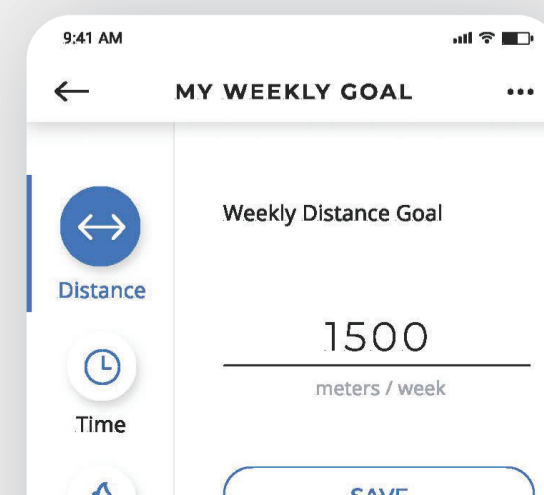 9:41 AM
MY WEEKLY GOAL
Weekly Distance Goal
Distance
1500
meters / week
Time
SAVE